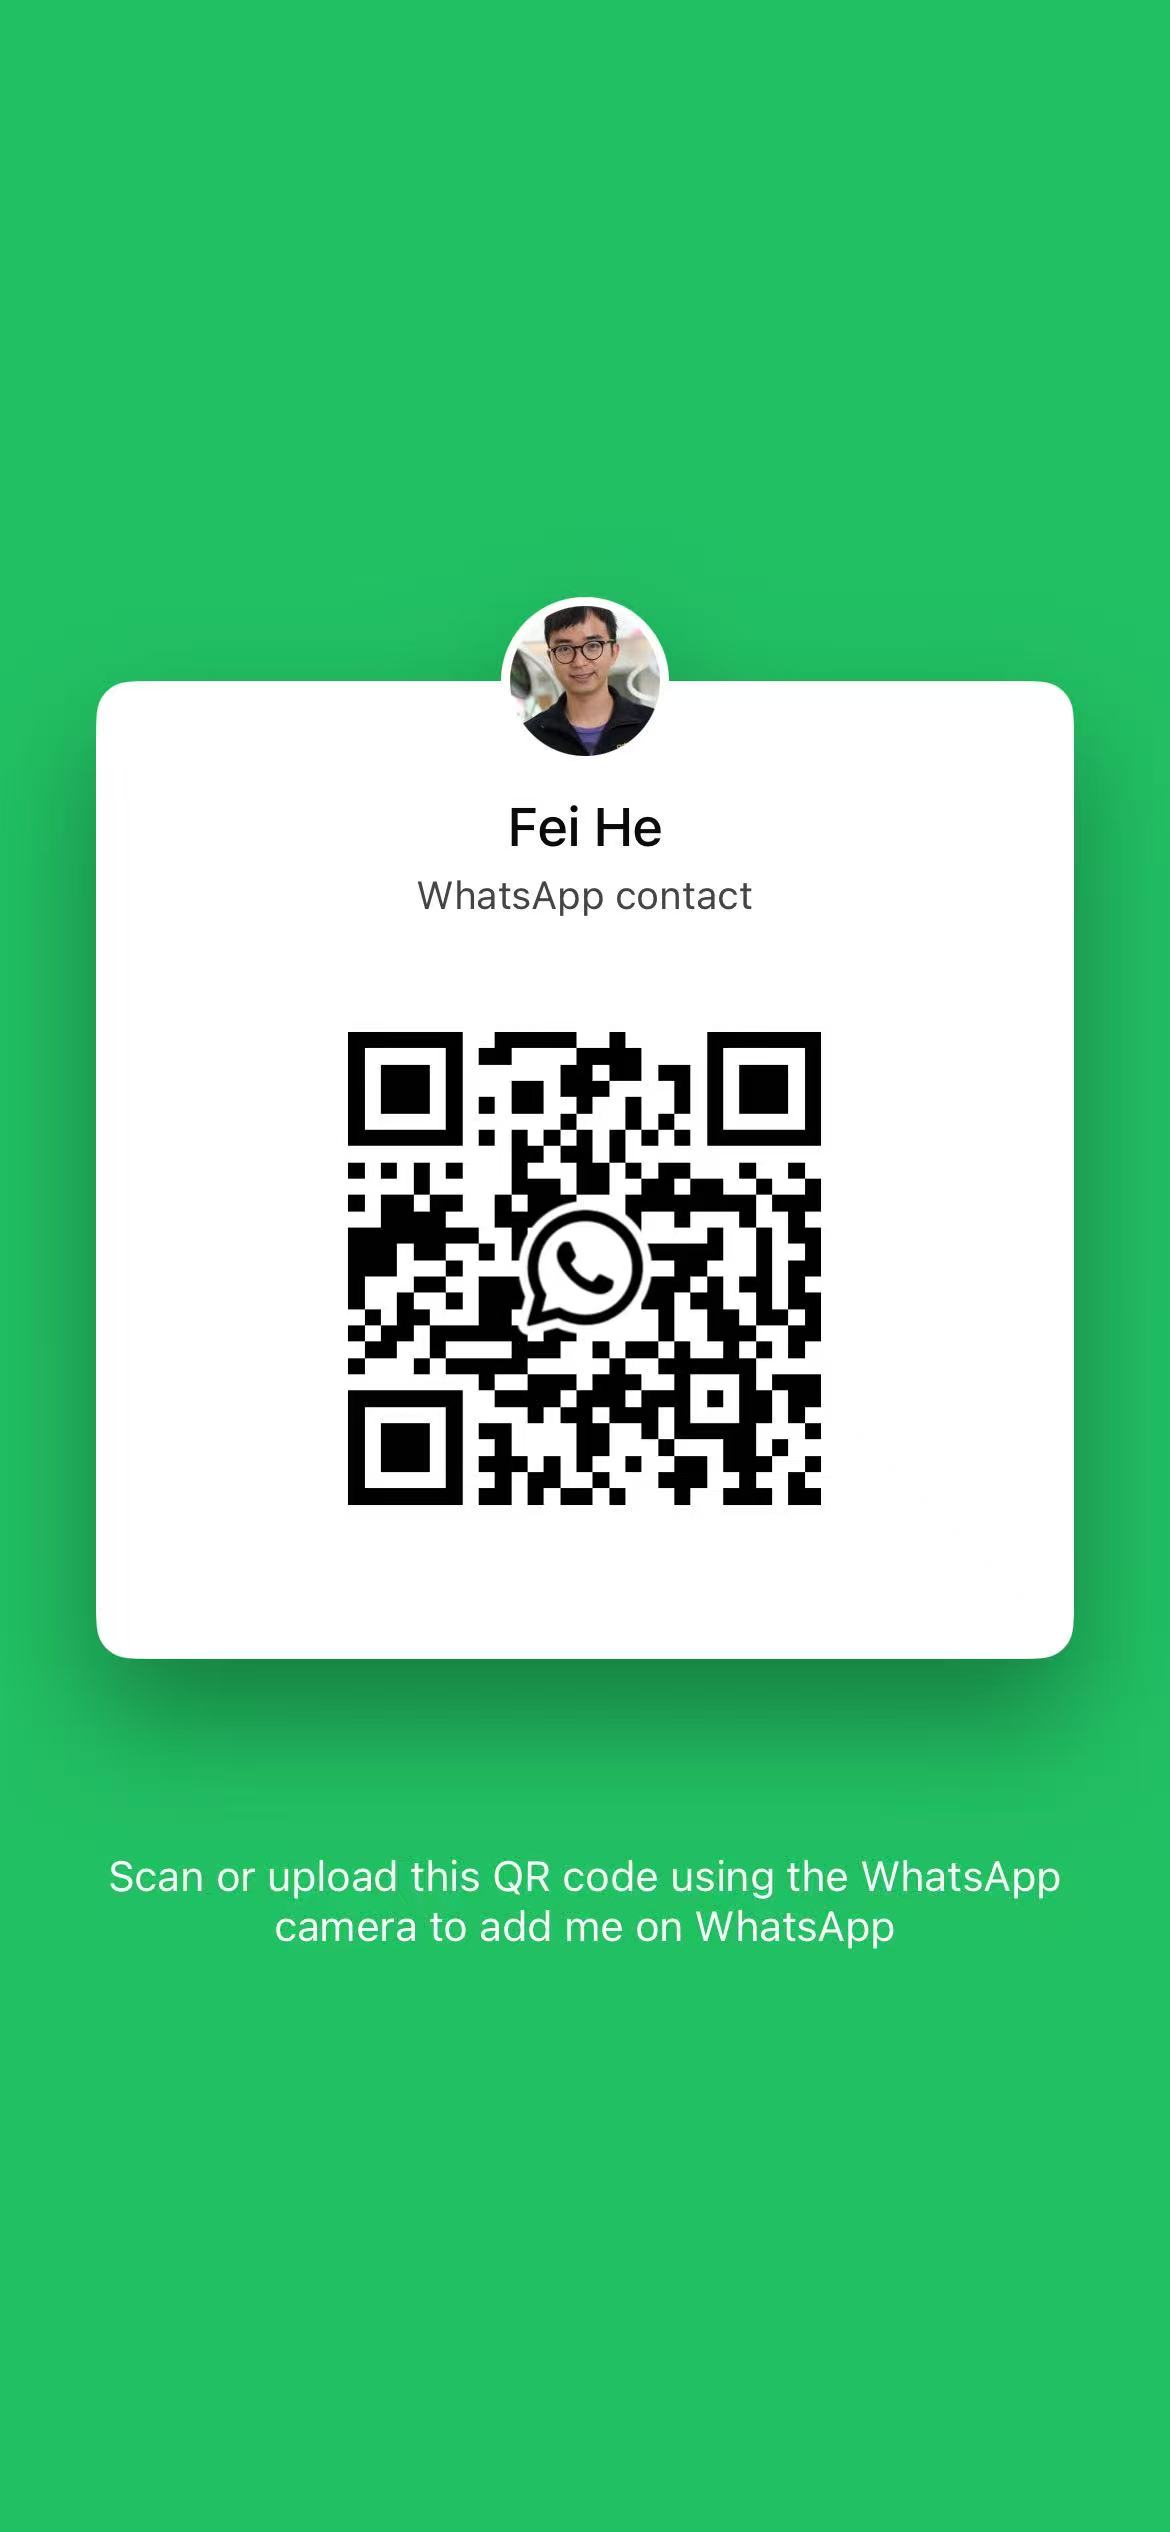 Fei He
WhatsApp contact
Scan or upload this QR code using the WhatsApp
camera to add me on WhatsApp